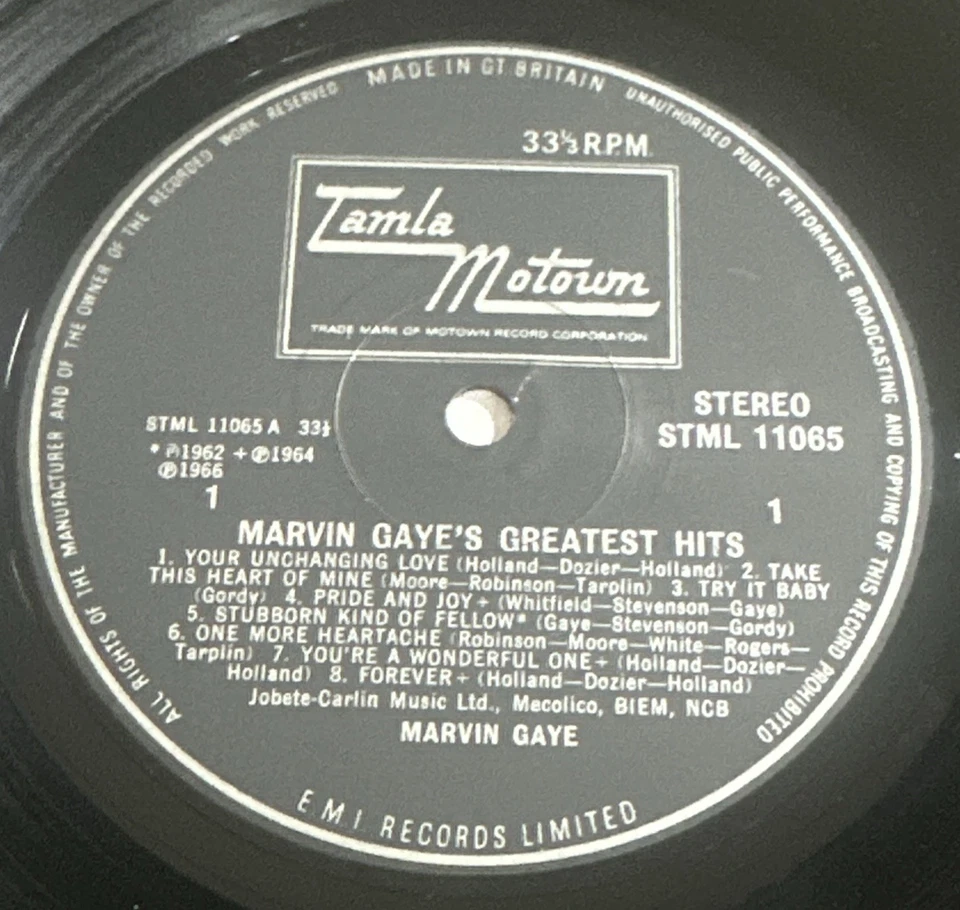 MADE IN GT BRITAIN
UNAUTHORISED PUBLIC PERFORMANCE BROADCASTING AND COPYING OF THIS RECORD PROHIBITED
ALL RIGHTS OF THE MANUFACTURER AND OF THE OWNER OF THE RECORDED WORK RESERVED
33⅓ RPM
Tamla
Motown
TRADE MARK OF MOTOWN RECORD CORPORATION
STEREO
STML 11065
STML 11065 A 33⅓
* ℗1962 + ℗1964
℗1966
1
1
MARVIN GAYE'S GREATEST HITS
1. YOUR UNCHANGING LOVE (Holland—Dozier—Holland) 2. TAKE
THIS HEART OF MINE (Moore—Robinson—Tarplin) 3. TRY IT BABY
(Gordy) 4. PRIDE AND JOY+ (Whitfield—Stevenson—Gaye)
5. STUBBORN KIND OF FELLOW* (Gaye—Stevenson—Gordy)
6. ONE MORE HEARTACHE (Robinson—Moore—White—Rogers—
Tarplin) 7. YOU'RE A WONDERFUL ONE+ (Holland—Dozier—
Holland) 8. FOREVER+ (Holland—Dozier—Holland)
Jobete-Carlin Music Ltd., Mecolico, BIEM, NCB
MARVIN GAYE
E M I RECORDS LIMITED